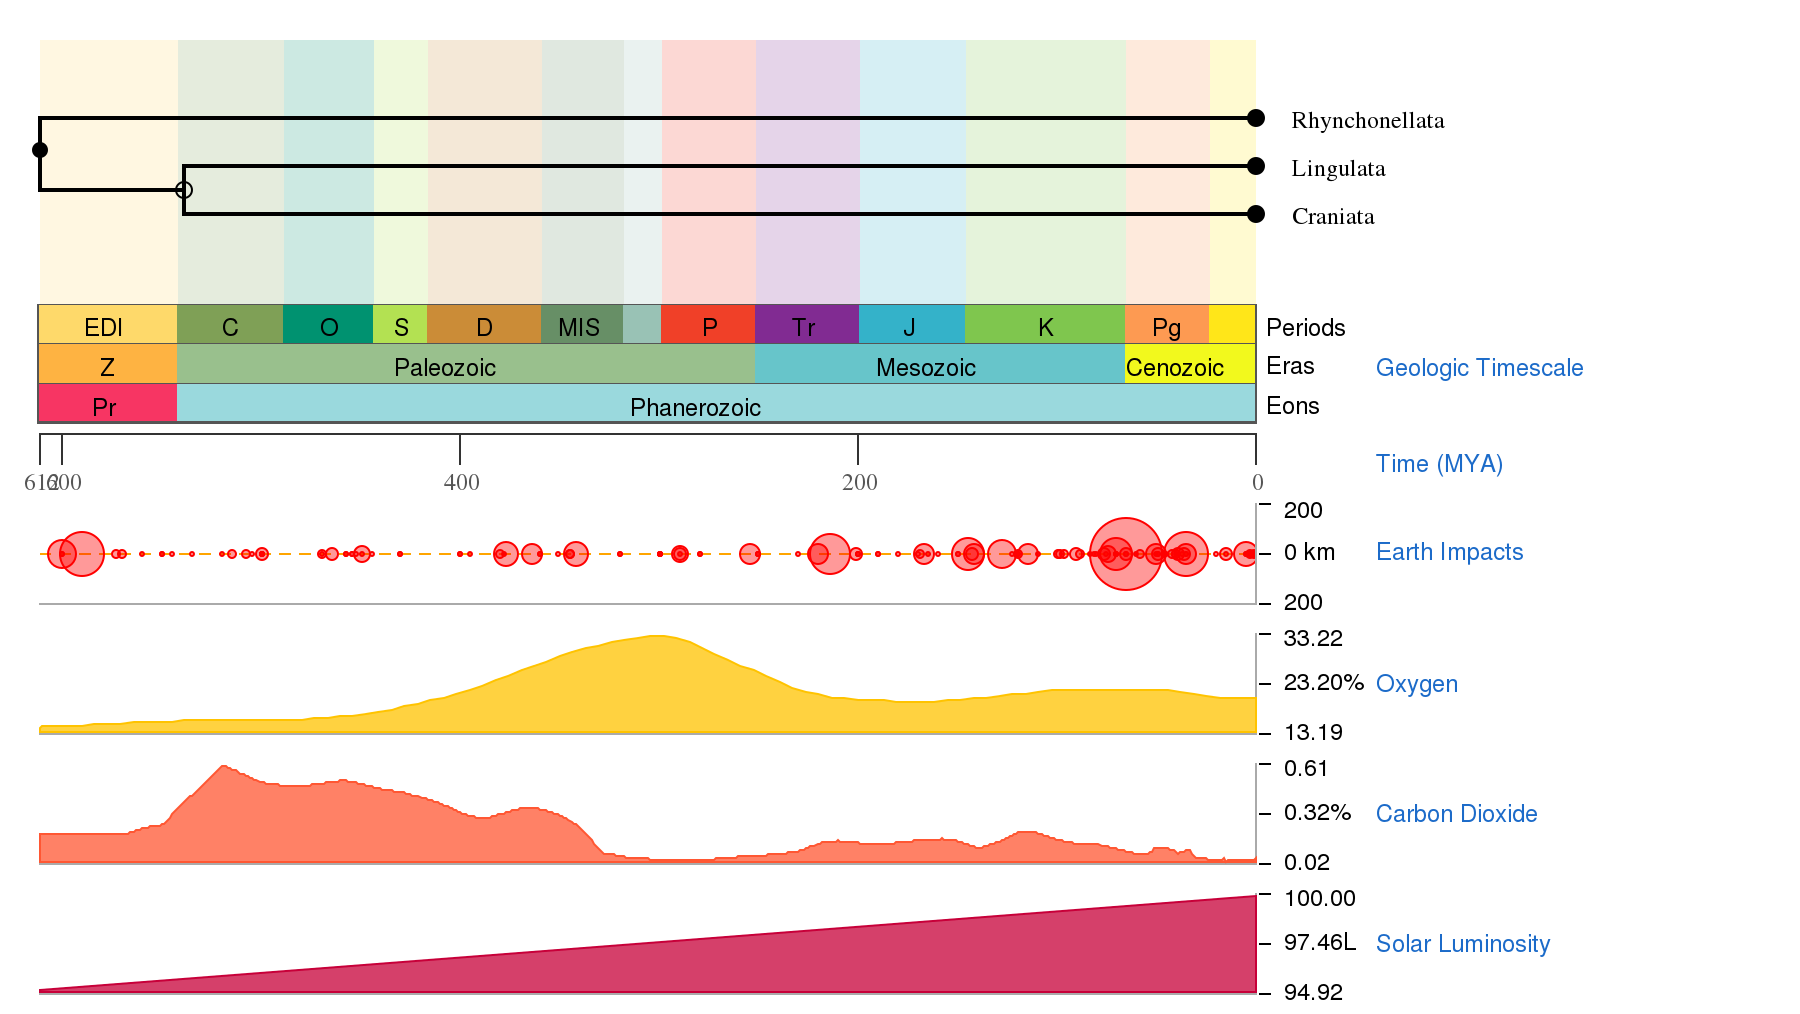 Rhynchonellata
Lingulata
Craniata
EDI C O S D MIS P Tr J K Pg Periods
Z Paleozoic Mesozoic Cenozoic Eras
Geologic Timescale
Pr Phanerozoic Eons
Time (MYA)
612 600 400 200 0
200
0 km Earth Impacts
200
33.22
23.20% Oxygen
13.19
0.61
0.32% Carbon Dioxide
0.02
100.00
97.46L Solar Luminosity
94.92